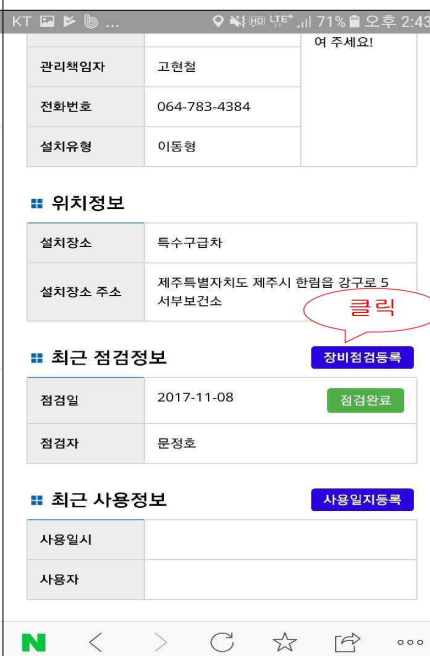 KT ... HD LTE+ 71% 오후 2:43
여 주세요!
관리책임자 고현철
전화번호 064-783-4384
설치유형 이동형
위치정보
설치장소 특수구급차
설치장소 주소 제주특별자치도 제주시 한림읍 강구로 5
서부보건소
클릭
최근 점검정보 장비점검등록
점검일 2017-11-08 점검완료
점검자 문정호
최근 사용정보 사용일지등록
사용일시
사용자
N